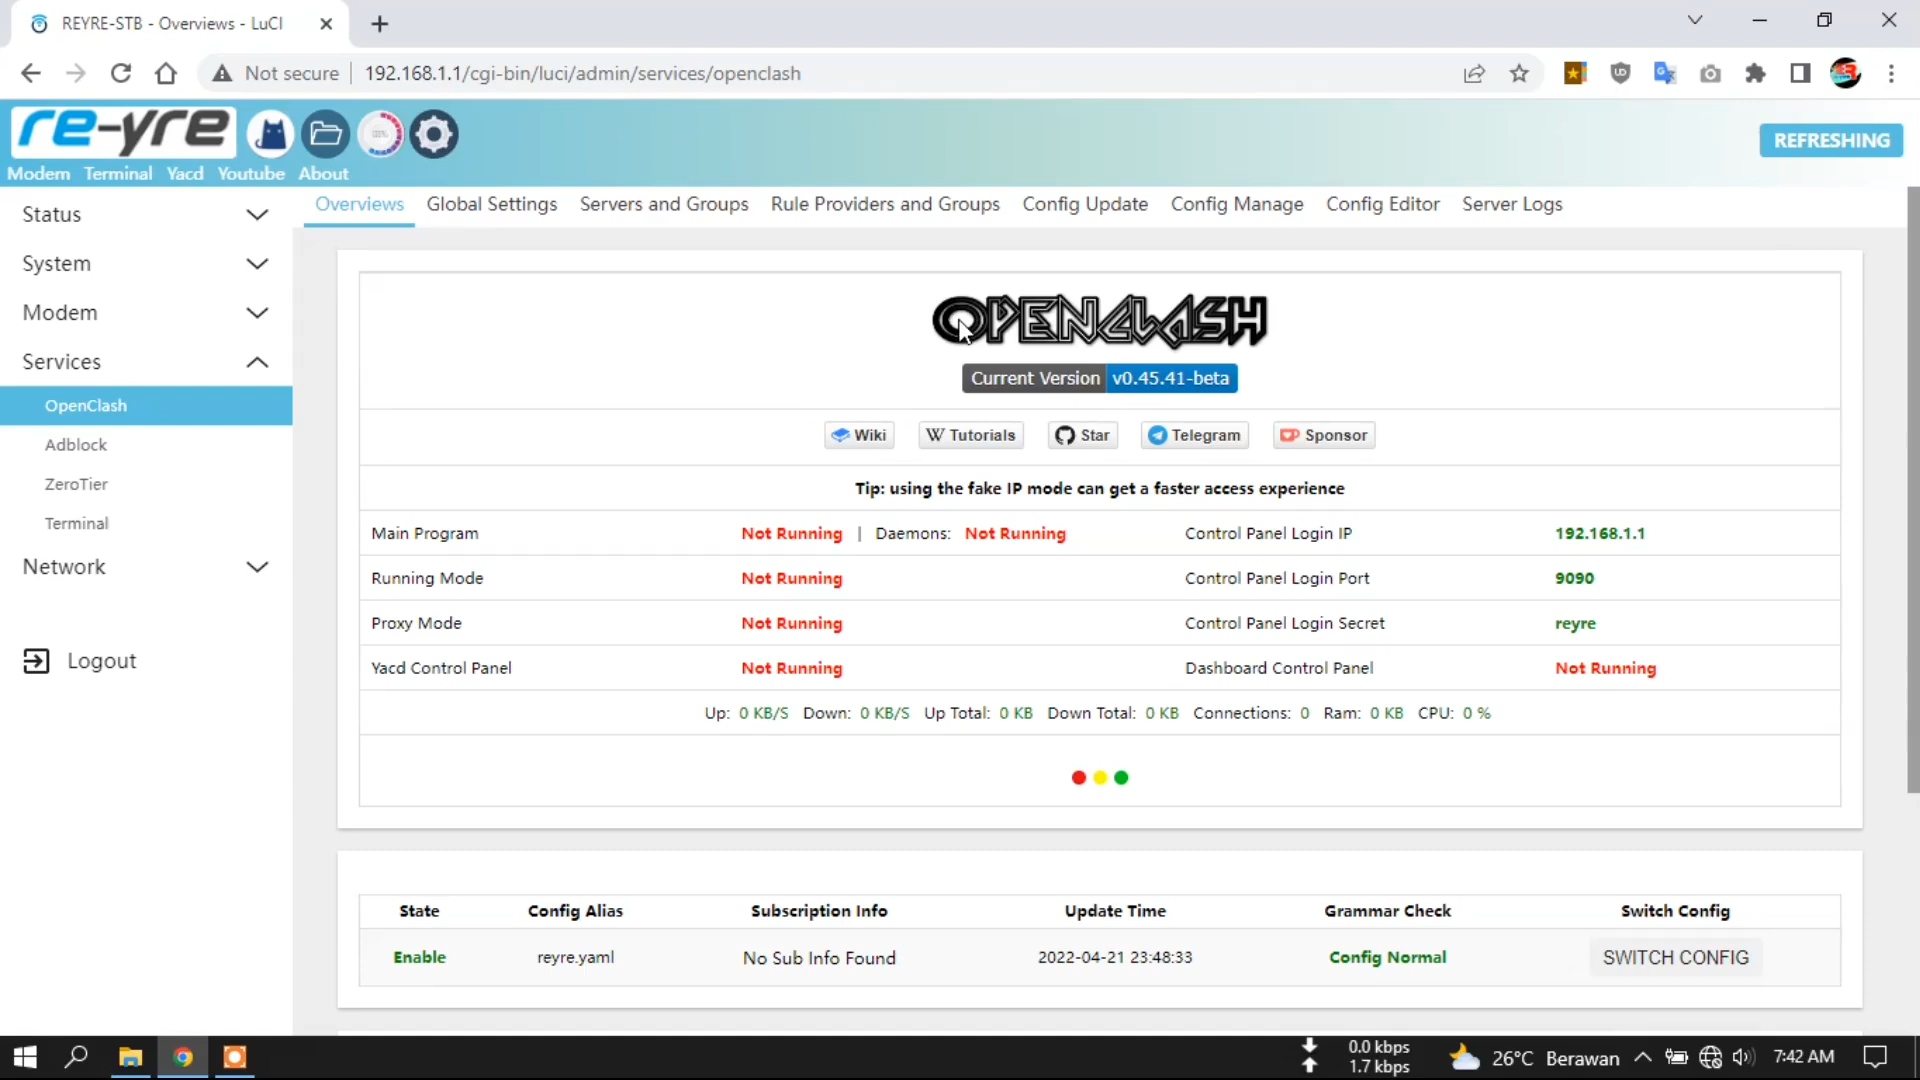 REYRE-STB - Overviews - LuCI
Not secure
192.168.1.1/cgi-bin/luci/admin/services/openclash
re-yre
REFRESHING
Modem Terminal Yacd Youtube About
Status
System
Modem
Services
OpenClash
Adblock
ZeroTier
Terminal
Network
Logout
Overviews Global Settings Servers and Groups Rule Providers and Groups Config Update Config Manage Config Editor Server Logs
OPENCLASH
Current Version v0.45.41-beta
Wiki W Tutorials Star Telegram Sponsor
Tip: using the fake IP mode can get a faster access experience
Main Program Not Running | Daemons: Not Running Control Panel Login IP 192.168.1.1
Running Mode Not Running Control Panel Login Port 9090
Proxy Mode Not Running Control Panel Login Secret reyre
Yacd Control Panel Not Running Dashboard Control Panel Not Running
Up: 0 KB/S Down: 0 KB/S Up Total: 0 KB Down Total: 0 KB Connections: 0 Ram: 0 KB CPU: 0 %
State Config Alias Subscription Info Update Time Grammar Check Switch Config
Enable reyre.yaml No Sub Info Found 2022-04-21 23:48:33 Config Normal SWITCH CONFIG
0.0 kbps
1.7 kbps
26°C Berawan
7:42 AM